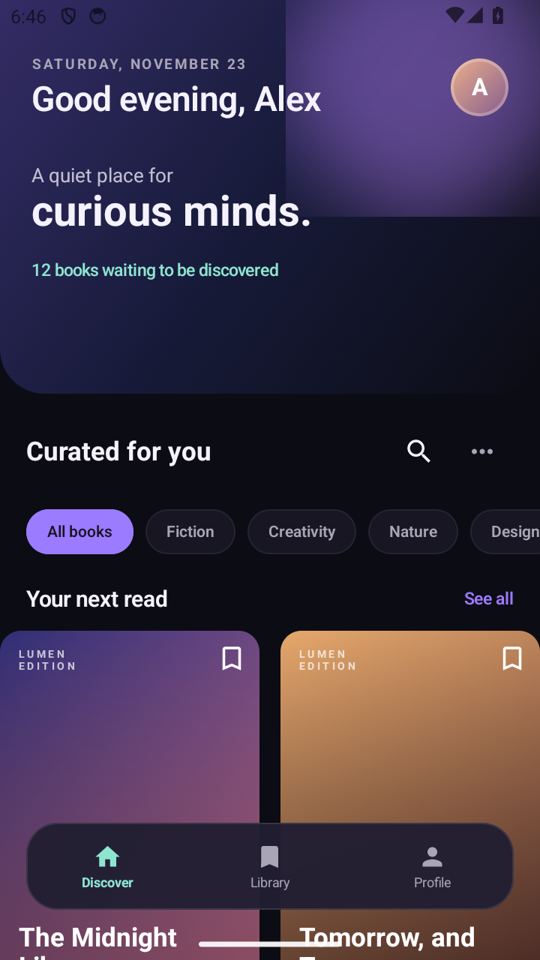 6:46
SATURDAY, NOVEMBER 23
Good evening, Alex
A
A quiet place for
curious minds.
12 books waiting to be discovered
Curated for you
All books
Fiction
Creativity
Nature
Design
Your next read
See all
LUMEN
EDITION
LUMEN
EDITION
Discover
Library
Profile
The Midnight
Tomorrow, and